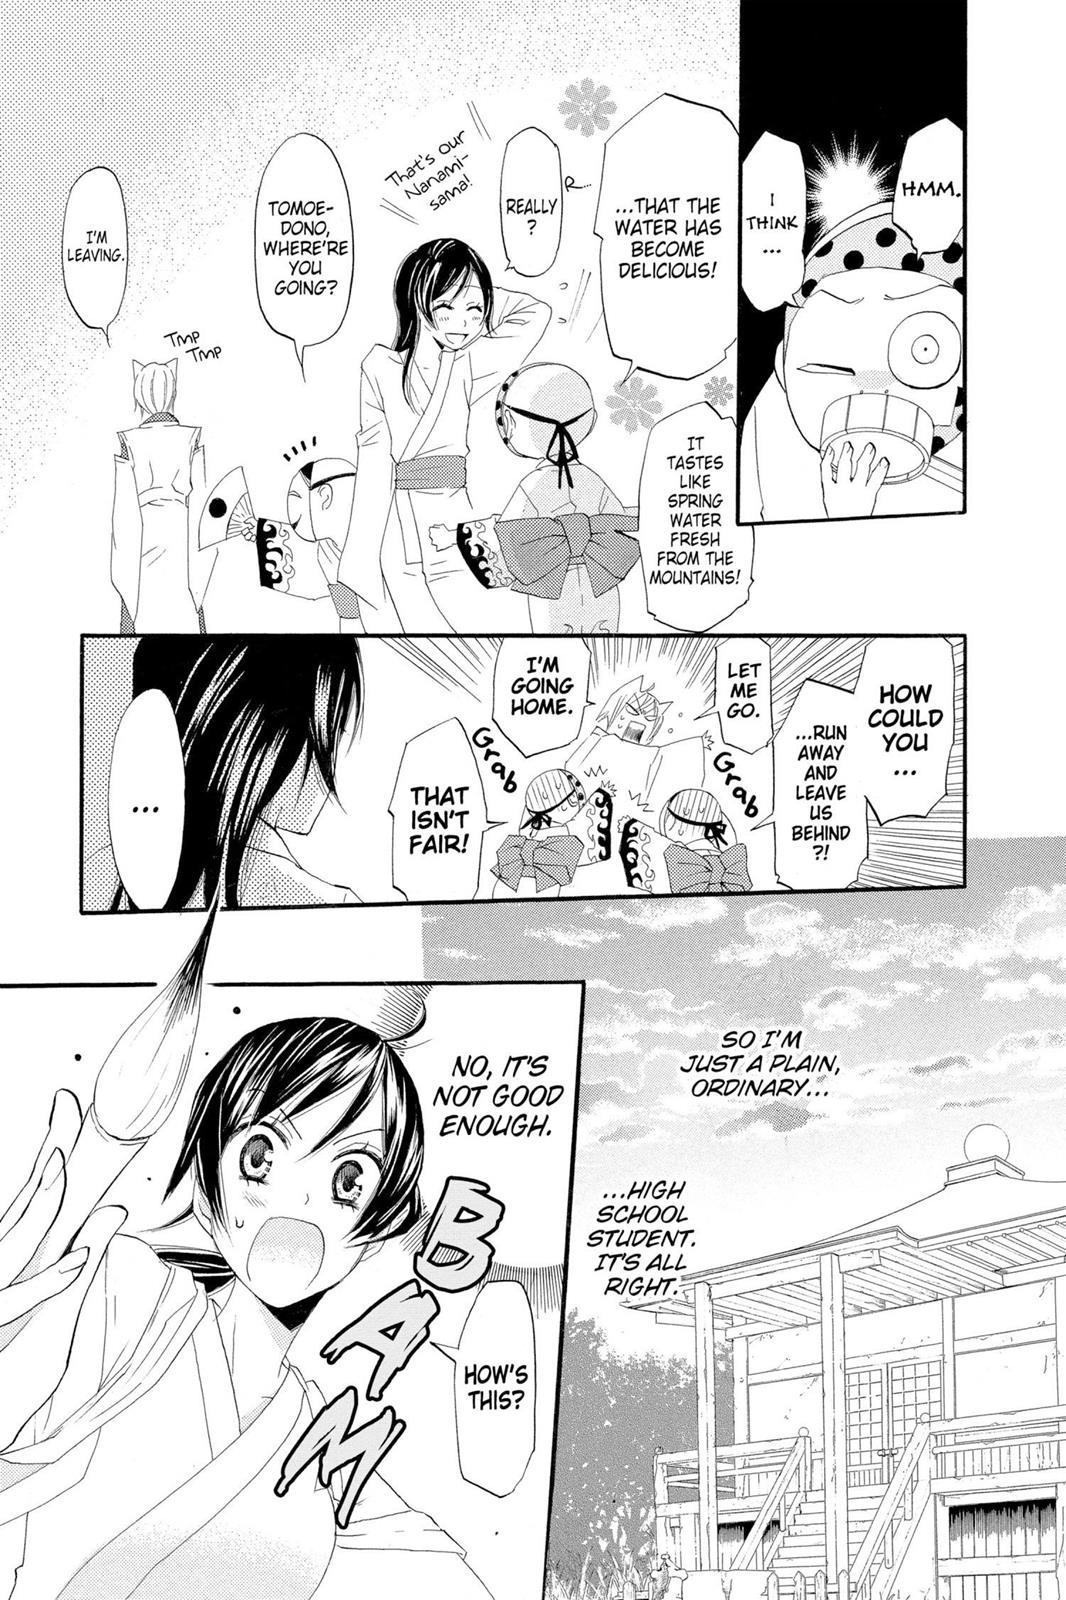 HMM.
I
THINK
...
...THAT THE
WATER HAS
BECOME
DELICIOUS!
IT
TASTES
LIKE
SPRING
WATER
FRESH
FROM THE
MOUNTAINS!
R...
REALLY
?
That's our
Nanami-
sama!
TOMOE-
DONO,
WHERE'RE
YOU
GOING?
I'M
LEAVING.
TMP
TMP
HOW
COULD
YOU
...
...RUN
AWAY
AND
LEAVE
US
BEHIND
?!
LET
ME
GO.
Grab
I'M
GOING
HOME.
Grab
THAT
ISN'T
FAIR!
...
SO I'M
JUST A PLAIN,
ORDINARY...
...HIGH
SCHOOL
STUDENT.
IT'S ALL
RIGHT.
NO, IT'S
NOT GOOD
ENOUGH.
BAM
HOW'S
THIS?